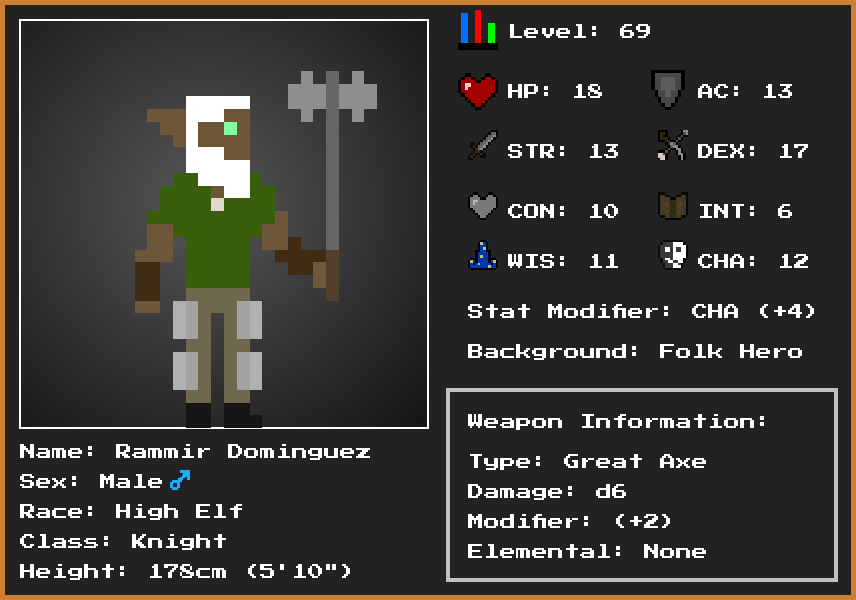 Level: 69
HP: 18 AC: 13
STR: 13 DEX: 17
CON: 10 INT: 6
WIS: 11 CHA: 12
Stat Modifier: CHA (+4)
Background: Folk Hero
Weapon Information:
Type: Great Axe
Damage: d6
Modifier: (+2)
Elemental: None
Name: Rammir Dominguez
Sex: Male ♂
Race: High Elf
Class: Knight
Height: 178cm (5'10")